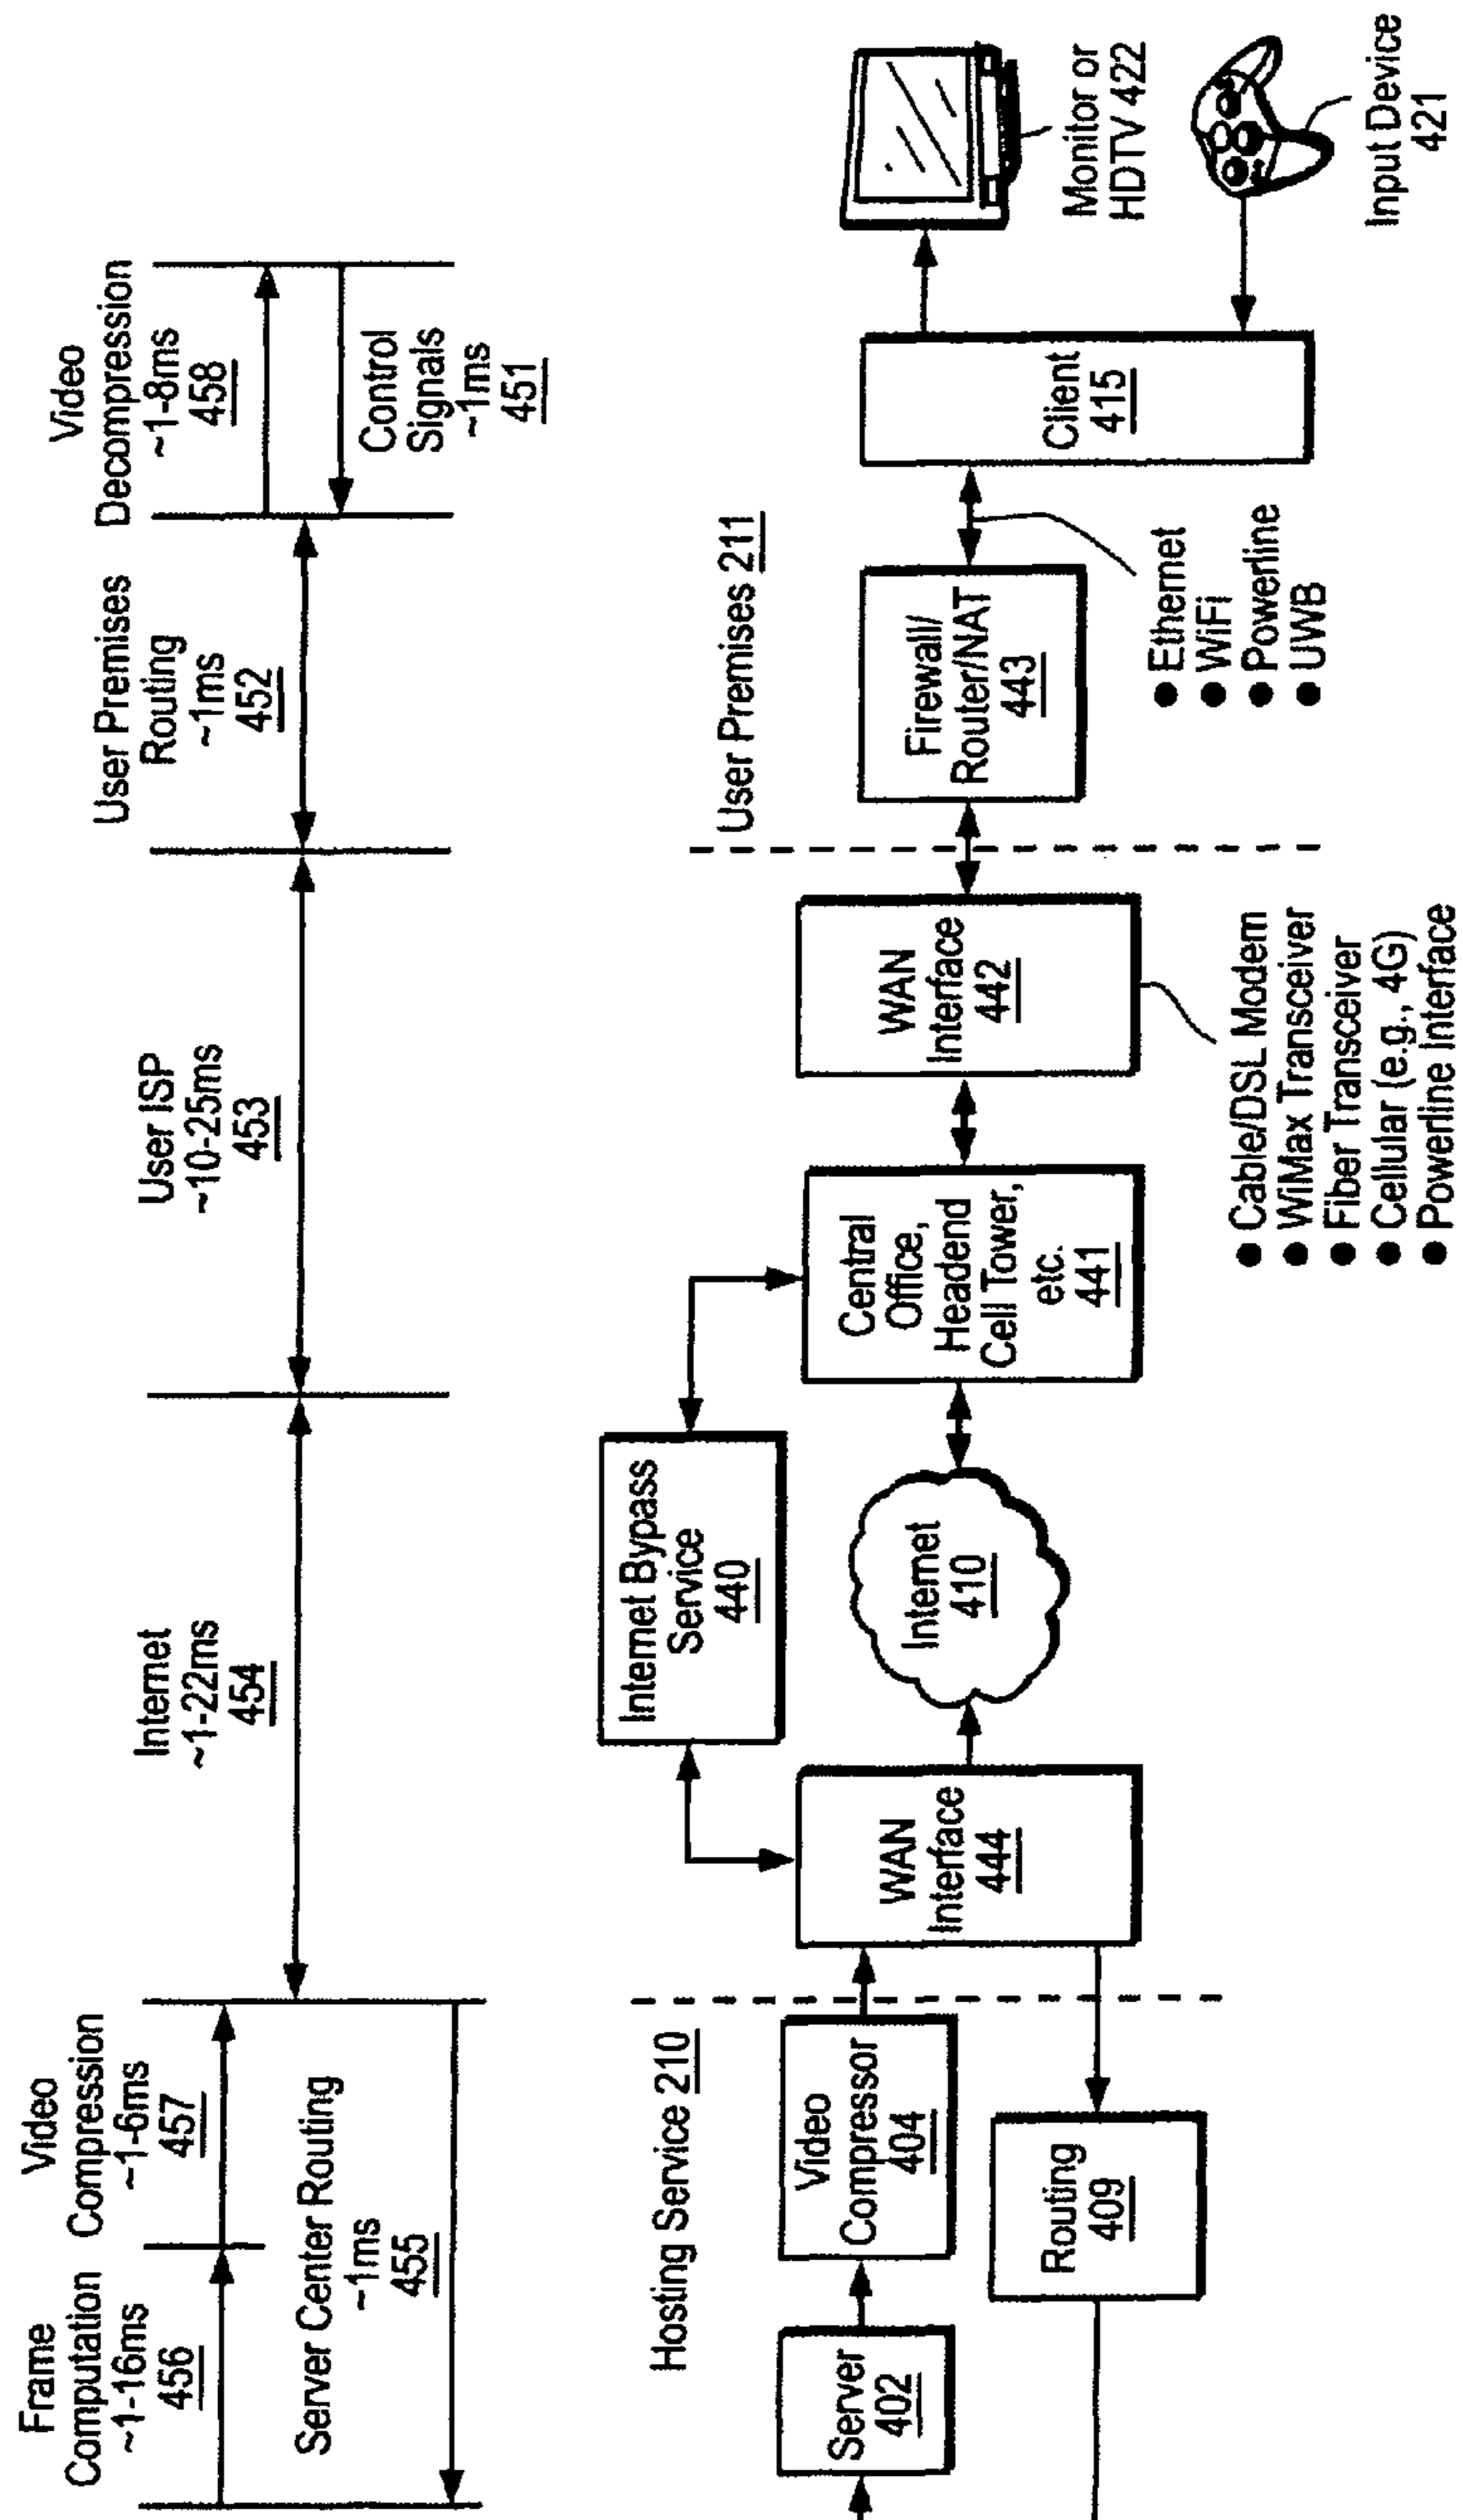 Frame
Computation
~1-16ms
456
Video
Compression
~1-6ms
457
Server Center Routing
~1ms
455
Internet
~1-22ms
454
User ISP
~10-25ms
453
User Premises
Routing
~1ms
452
Video
Decompression
~1-8ms
458
Control
Signals
~1ms
451
Hosting Service 210
Server
402
Video
Compressor
404
Routing
409
WAN
Interface
444
Internet Bypass
Service
440
Internet
410
Central
Office,
Headend
Cell Tower,
etc.
441
WAN
Interface
442
● Cable/DSL Modem
● WiMax Transceiver
● Fiber Transceiver
● Cellular (e.g., 4G)
● Powerline Interface
User Premises 211
Firewall/
Router/NAT
443
● Ethernet
● WiFi
● Powerline
● UWB
Client
415
Monitor or
HDTV 422
Input Device
421